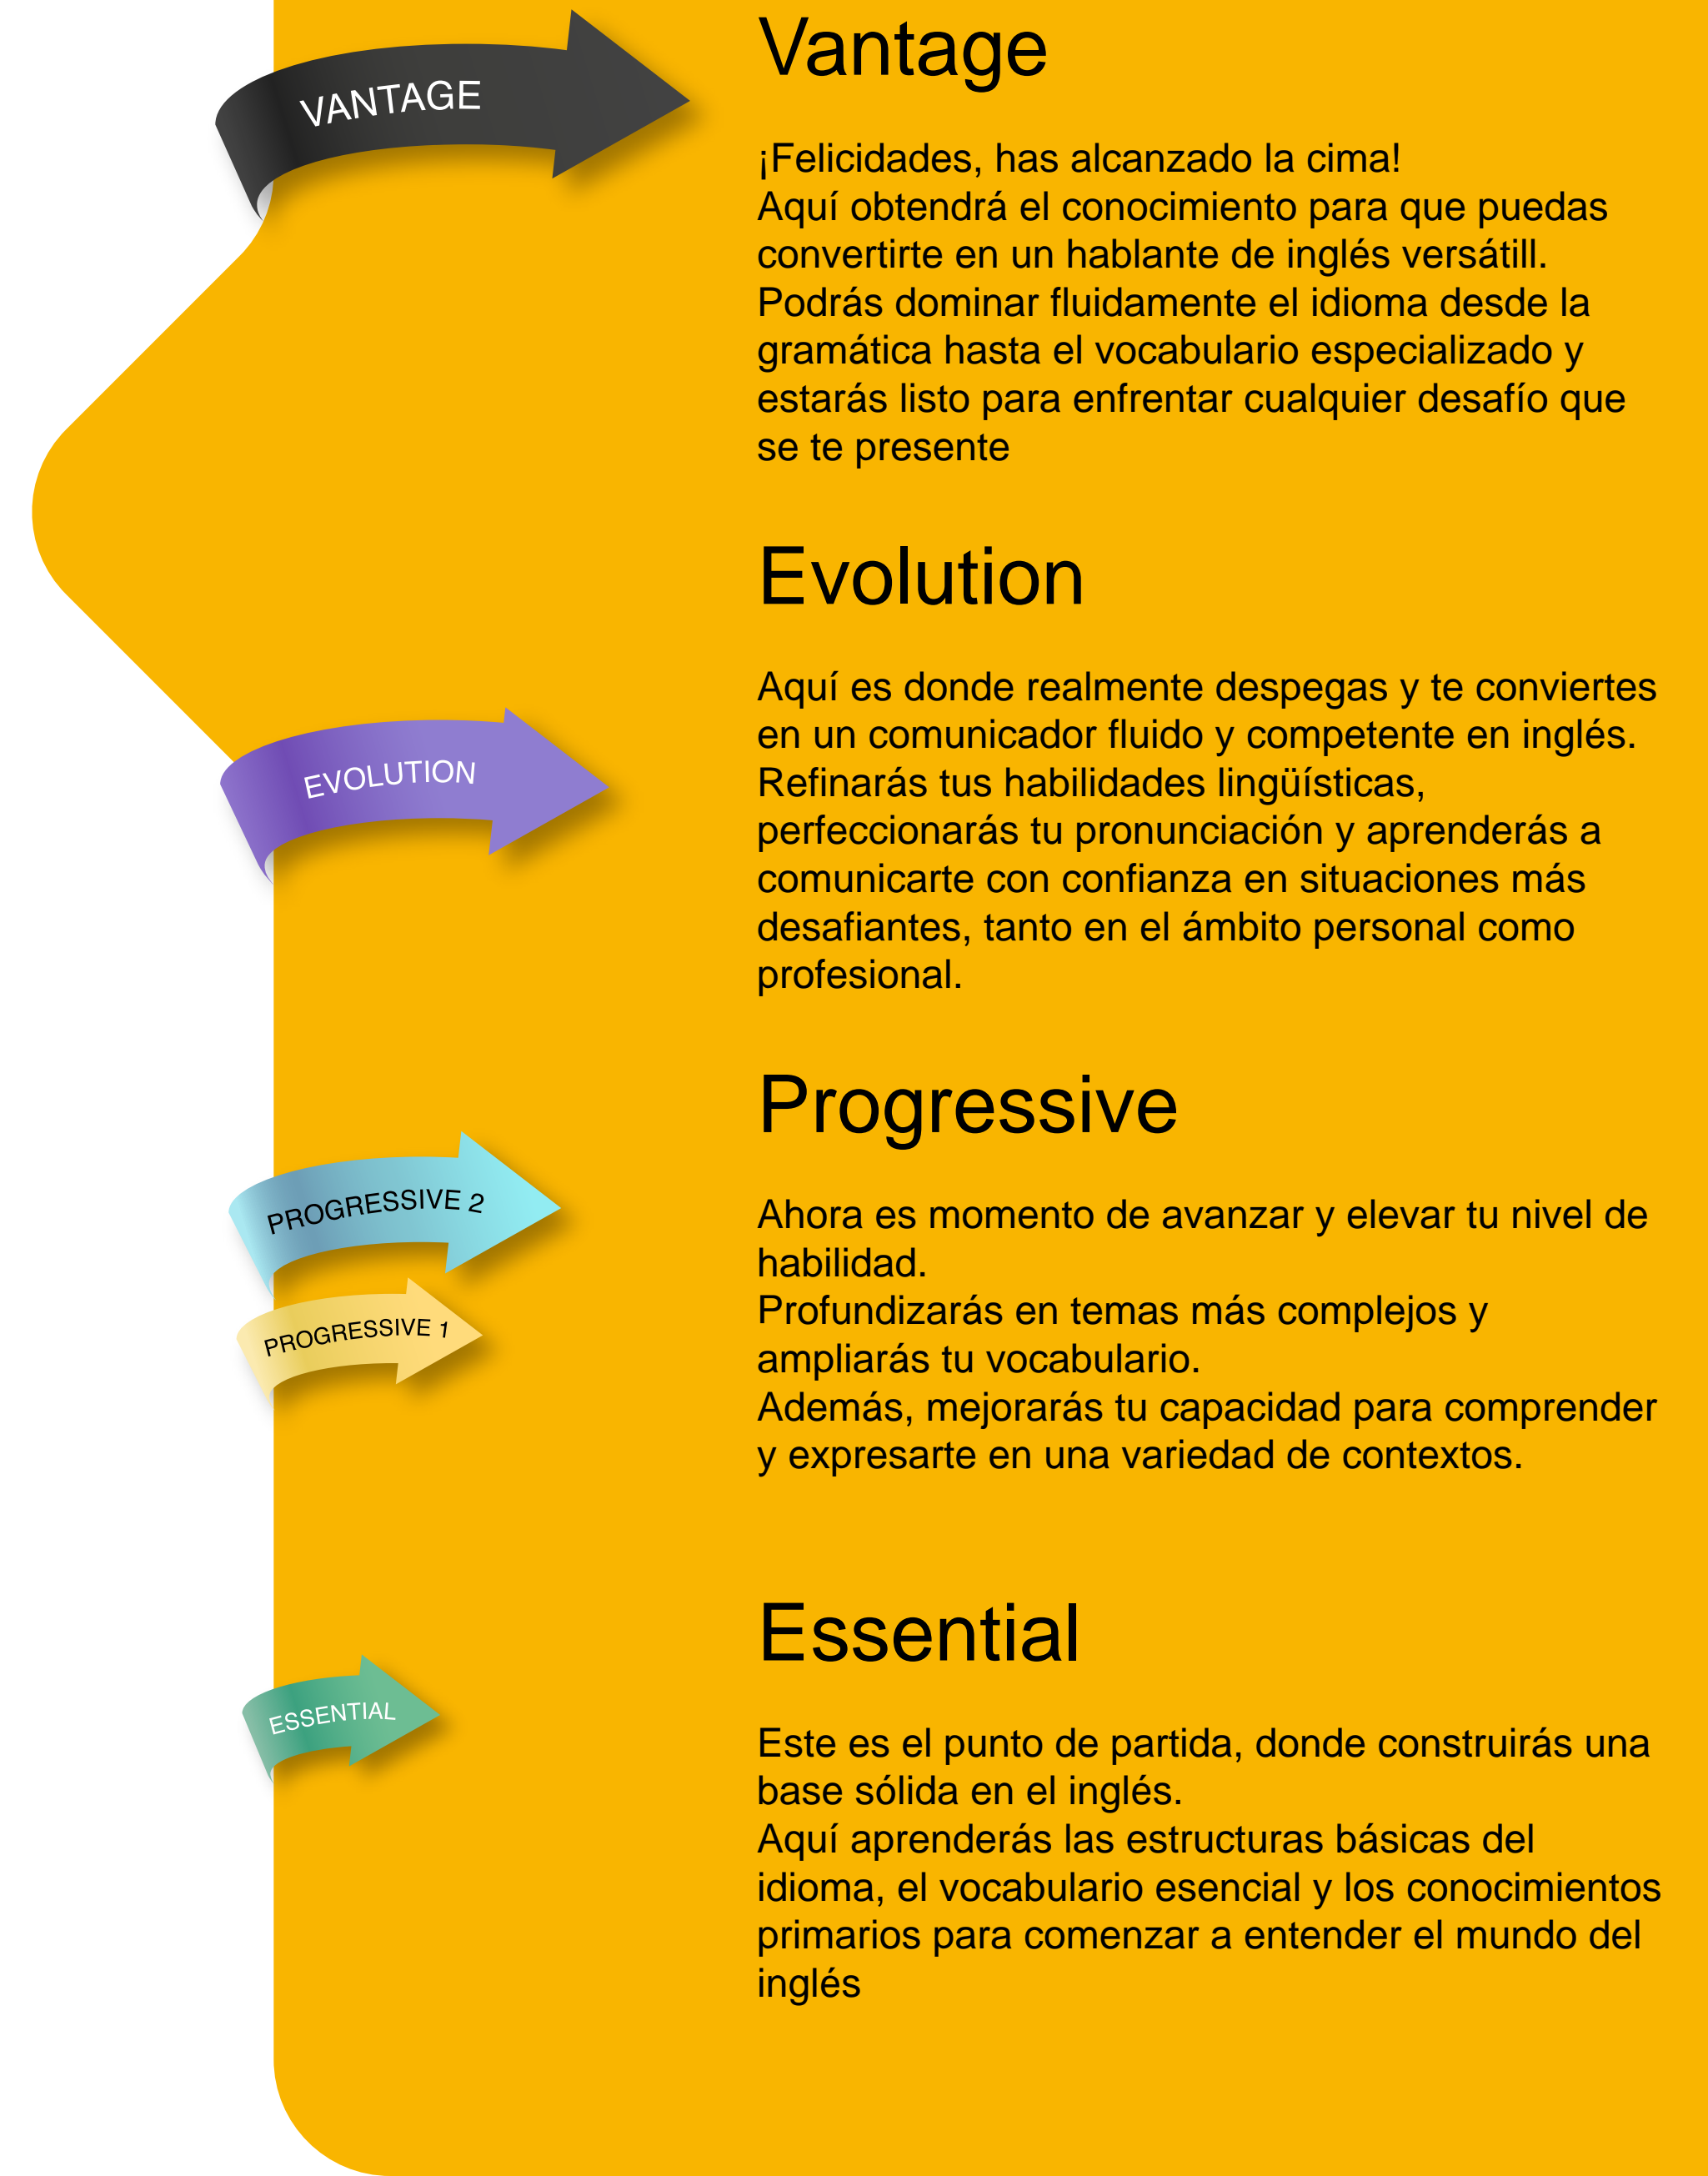 VANTAGE
Vantage
¡Felicidades, has alcanzado la cima!
Aquí obtendrá el conocimiento para que puedas
convertirte en un hablante de inglés versátill.
Podrás dominar fluidamente el idioma desde la
gramática hasta el vocabulario especializado y
estarás listo para enfrentar cualquier desafío que
se te presente
EVOLUTION
Evolution
Aquí es donde realmente despegas y te conviertes
en un comunicador fluido y competente en inglés.
Refinarás tus habilidades lingüísticas,
perfeccionarás tu pronunciación y aprenderás a
comunicarte con confianza en situaciones más
desafiantes, tanto en el ámbito personal como
profesional.
PROGRESSIVE 2
PROGRESSIVE 1
Progressive
Ahora es momento de avanzar y elevar tu nivel de
habilidad.
Profundizarás en temas más complejos y
ampliarás tu vocabulario.
Además, mejorarás tu capacidad para comprender
y expresarte en una variedad de contextos.
ESSENTIAL
Essential
Este es el punto de partida, donde construirás una
base sólida en el inglés.
Aquí aprenderás las estructuras básicas del
idioma, el vocabulario esencial y los conocimientos
primarios para comenzar a entender el mundo del
inglés